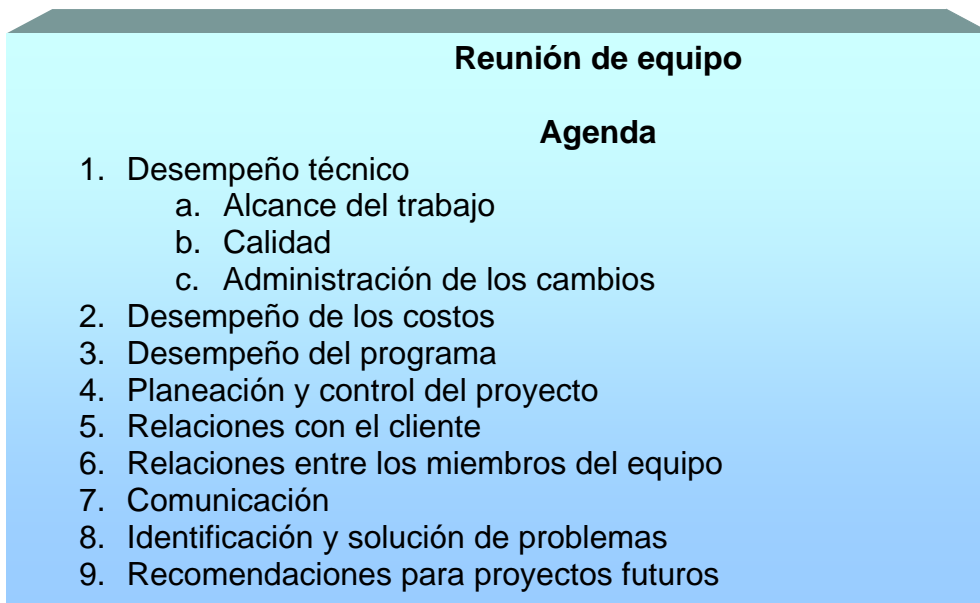 Reunión de equipo
Agenda
1. Desempeño técnico
a. Alcance del trabajo
b. Calidad
c. Administración de los cambios
2. Desempeño de los costos
3. Desempeño del programa
4. Planeación y control del proyecto
5. Relaciones con el cliente
6. Relaciones entre los miembros del equipo
7. Comunicación
8. Identificación y solución de problemas
9. Recomendaciones para proyectos futuros